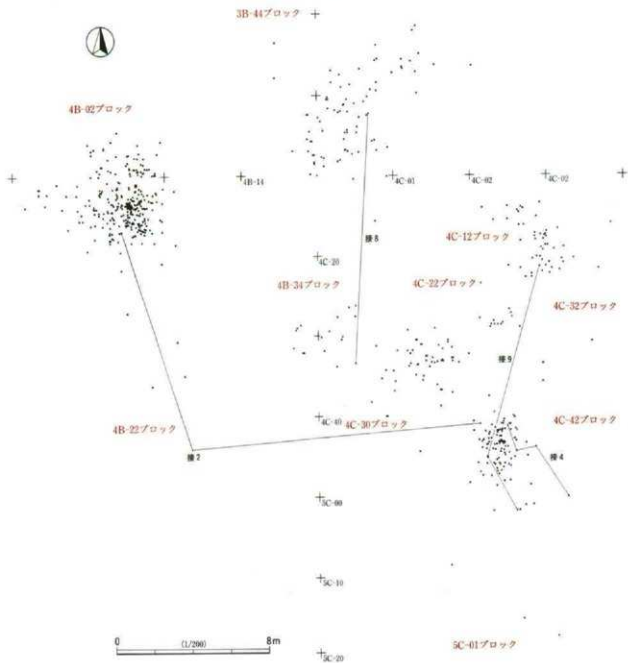 3B-44ブロック
4B-02ブロック
4B-14
4C-01
4C-02
4C-02
接8
4C-12ブロック
4C-20
4B-34ブロック
4C-22ブロック
4C-32ブロック
接9
4B-22ブロック
4C-40
4C-30ブロック
4C-42ブロック
接2
接4
5C-00
5C-10
0
(1/200)
8m
5C-01ブロック
5C-20